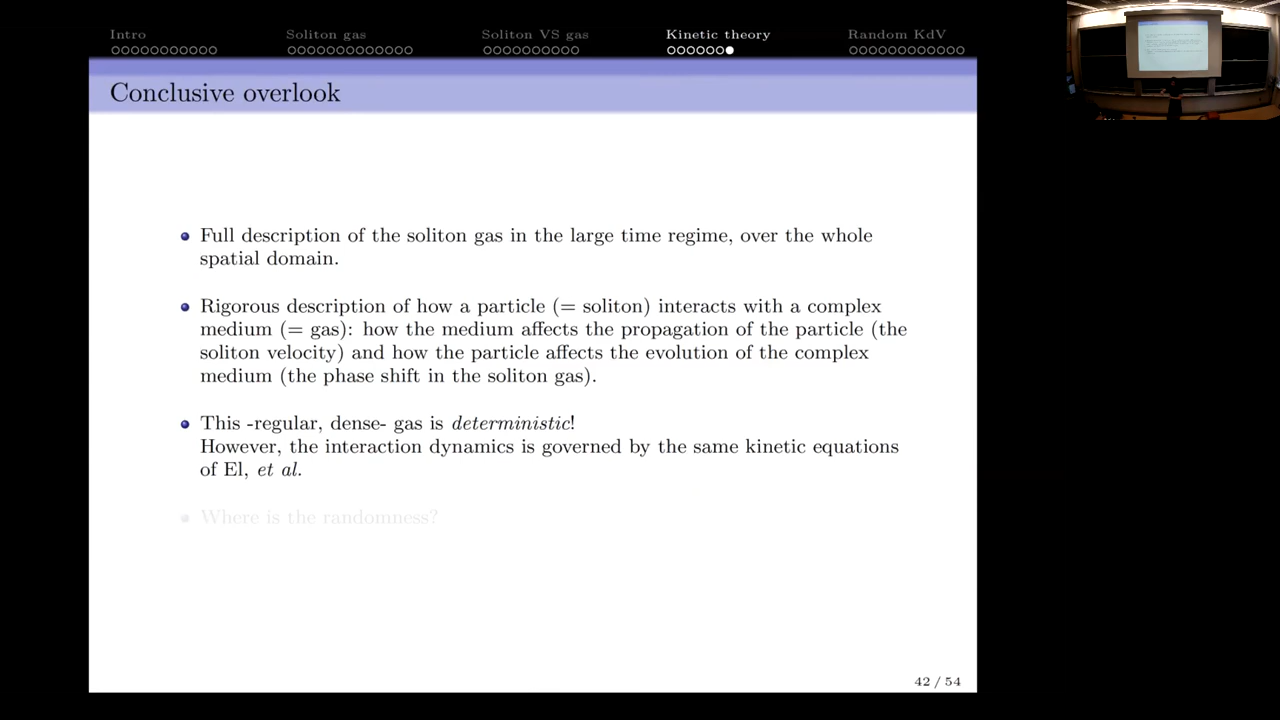 Intro Soliton gas Soliton VS gas Kinetic theory Random KdV
Conclusive overlook
Full description of the soliton gas in the large time regime, over the whole
spatial domain.
Rigorous description of how a particle (= soliton) interacts with a complex
medium (= gas): how the medium affects the propagation of the particle (the
soliton velocity) and how the particle affects the evolution of the complex
medium (the phase shift in the soliton gas).
This -regular, dense- gas is deterministic!
However, the interaction dynamics is governed by the same kinetic equations
of El, et al.
Where is the randomness?
42 / 54